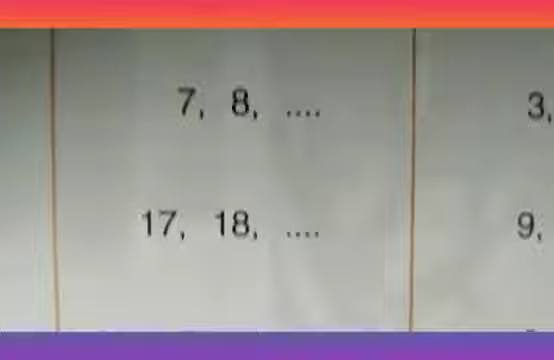 7, 8, ....
17, 18, ....
3,
9,